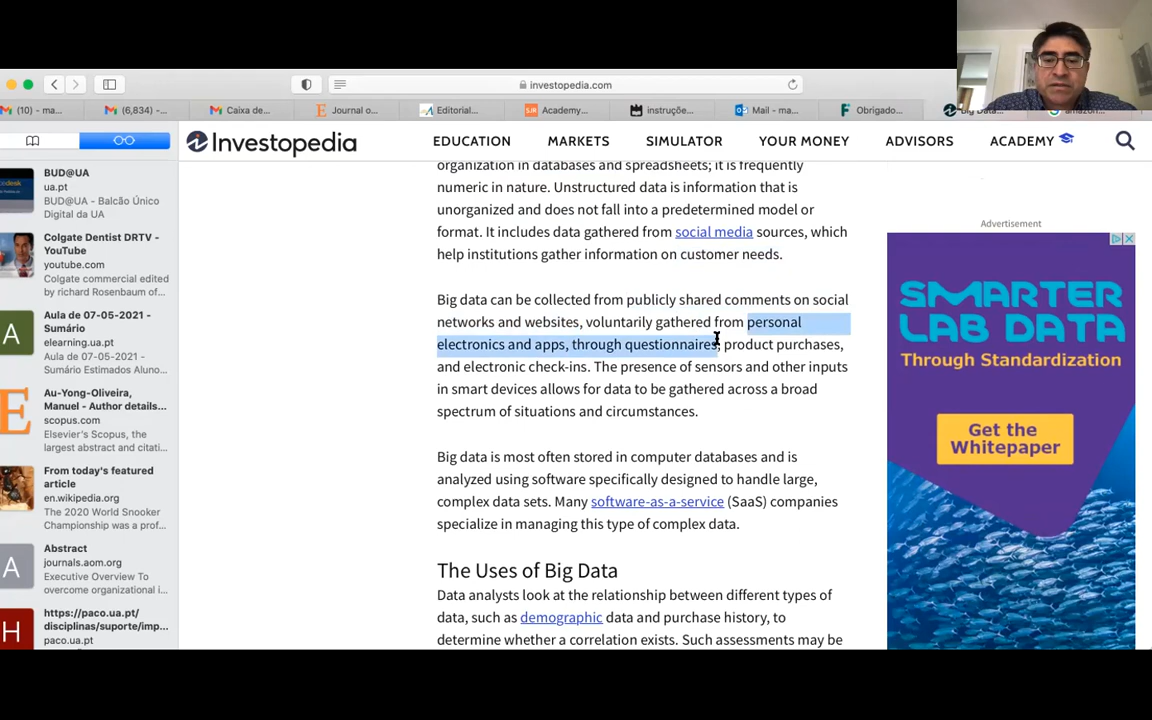 investopedia.com
(10) - ma...
(6,834) -...
Caixa de...
Journal o...
Editorial...
SJR
Academy...
instruçõe...
Mail - ma...
Obrigado...
Big Data...
amazon...
Investopedia
EDUCATION
MARKETS
SIMULATOR
YOUR MONEY
ADVISORS
ACADEMY
BUD@UA
ua.pt
BUD@UA - Balcão Único
Digital da UA
Colgate Dentist DRTV -
YouTube
youtube.com
Colgate commercial edited
by richard Rosenbaum of...
A
Aula de 07-05-2021 -
Sumário
elearning.ua.pt
Aula de 07-05-2021 -
Sumário Estimados Aluno...
E
Au-Yong-Oliveira,
Manuel - Author details...
scopus.com
Elsevier's Scopus, the
largest abstract and citati...
From today's featured
article
en.wikipedia.org
The 2020 World Snooker
Championship was a prof...
A
Abstract
journals.aom.org
Executive Overview To
overcome organizational i...
H
https://paco.ua.pt/
disciplinas/suporte/imp...
paco.ua.pt
organization in databases and spreadsheets; it is frequently
numeric in nature. Unstructured data is information that is
unorganized and does not fall into a predetermined model or
format. It includes data gathered from social media sources, which
help institutions gather information on customer needs.
Big data can be collected from publicly shared comments on social
networks and websites, voluntarily gathered from personal
electronics and apps, through questionnaires, product purchases,
and electronic check-ins. The presence of sensors and other inputs
in smart devices allows for data to be gathered across a broad
spectrum of situations and circumstances.
Big data is most often stored in computer databases and is
analyzed using software specifically designed to handle large,
complex data sets. Many software-as-a-service (SaaS) companies
specialize in managing this type of complex data.
The Uses of Big Data
Data analysts look at the relationship between different types of
data, such as demographic data and purchase history, to
determine whether a correlation exists. Such assessments may be
Advertisement
SMARTER
LAB DATA
Through Standardization
Get the
Whitepaper